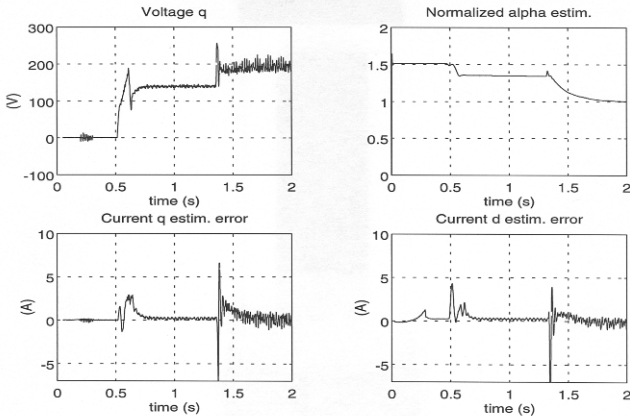 Voltage q
300
200
100
0
-100
(V)
0 0.5 1 1.5 2
time (s)
Normalized alpha estim.
2
1.5
1
0.5
0
0 0.5 1 1.5 2
time (s)
Current q estim. error
10
5
0
-5
(A)
0 0.5 1 1.5 2
time (s)
Current d estim. error
10
5
0
-5
(A)
0 0.5 1 1.5 2
time (s)